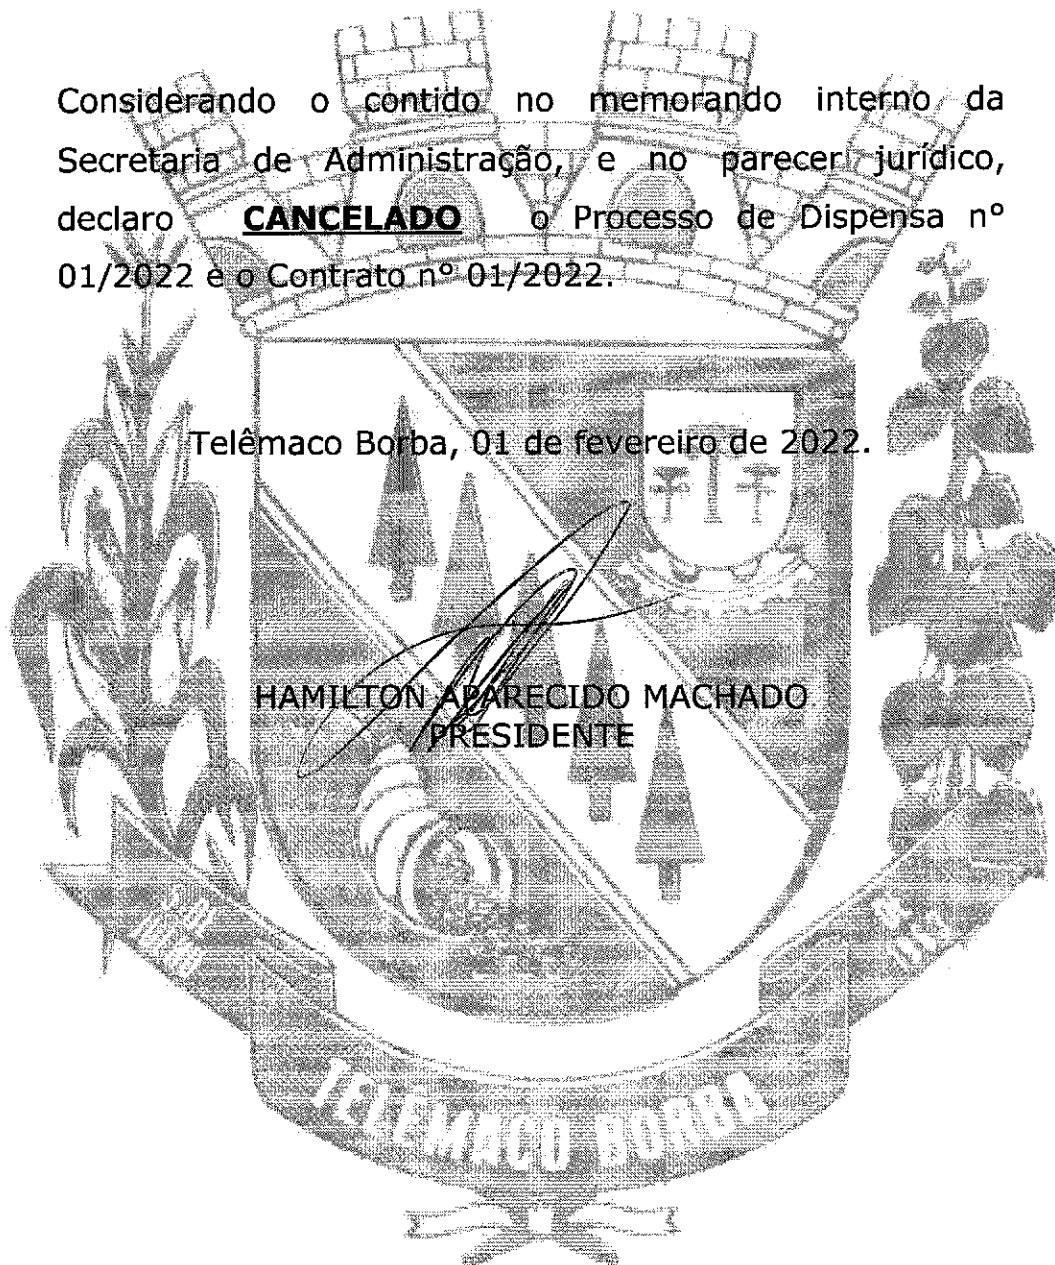 Considerando o contido no memorando interno da
Secretaria de Administração, e no parecer jurídico,
declaro CANCELADO o Processo de Dispensa nº
01/2022 e o Contrato nº 01/2022.
Telêmaco Borba, 01 de fevereiro de 2022.
HAMILTON APARECIDO MACHADO
PRESIDENTE
TELEMACO BORBA